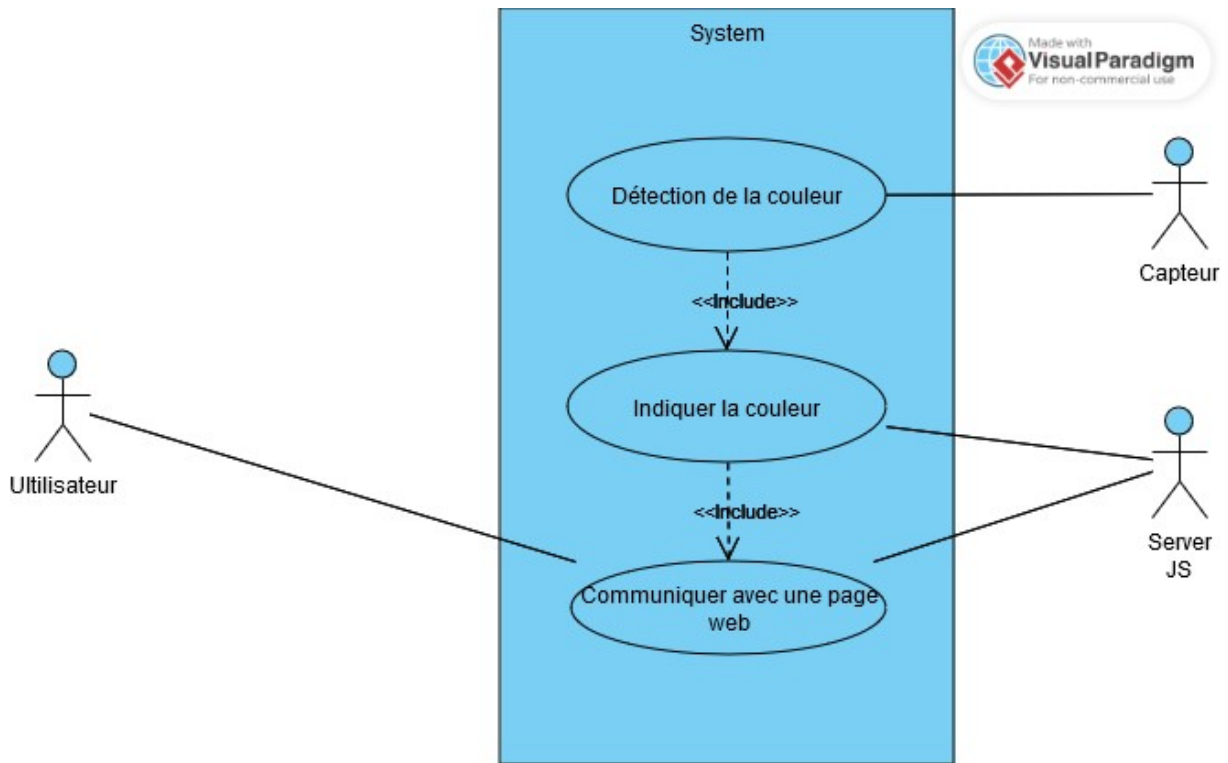 System
Made with
Visual Paradigm
For non-commercial use
Détection de la couleur
Capteur
<<Include>>
Indiquer la couleur
Ultilisateur
<<Include>>
Server
JS
Communiquer avec une page
web